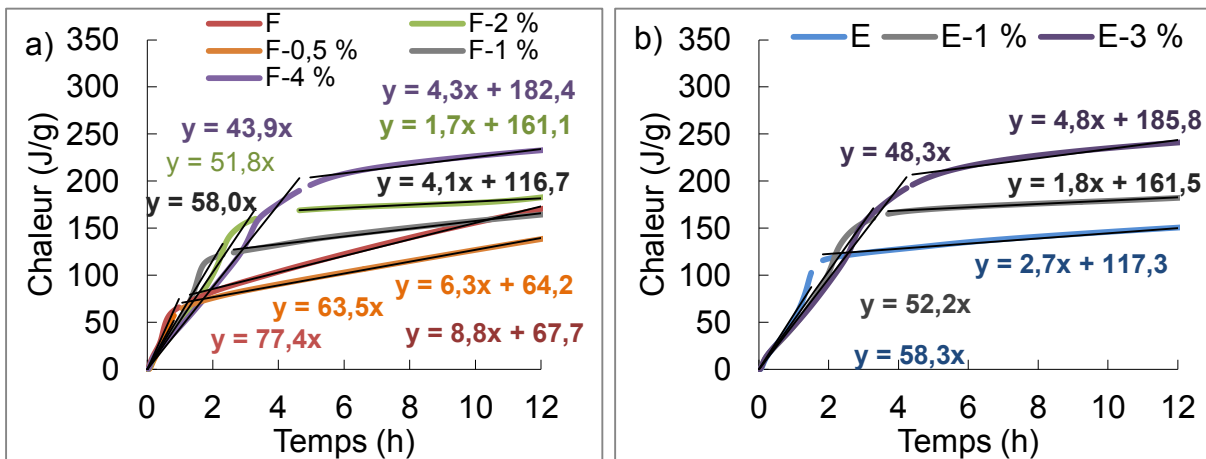 a)
F
F-2 %
F-0,5 %
F-1 %
F-4 %
Chaleur (J/g)
350
300
250
200
150
100
50
0
y = 4,3x + 182,4
y = 43,9x
y = 1,7x + 161,1
y = 51,8x
y = 4,1x + 116,7
y = 58,0x
y = 6,3x + 64,2
y = 63,5x
y = 77,4x
y = 8,8x + 67,7
0 2 4 6 8 10 12
Temps (h)
b)
E
E-1 %
E-3 %
Chaleur (J/g)
350
300
250
200
150
100
50
0
y = 4,8x + 185,8
y = 48,3x
y = 1,8x + 161,5
y = 2,7x + 117,3
y = 52,2x
y = 58,3x
0 2 4 6 8 10 12
Temps (h)